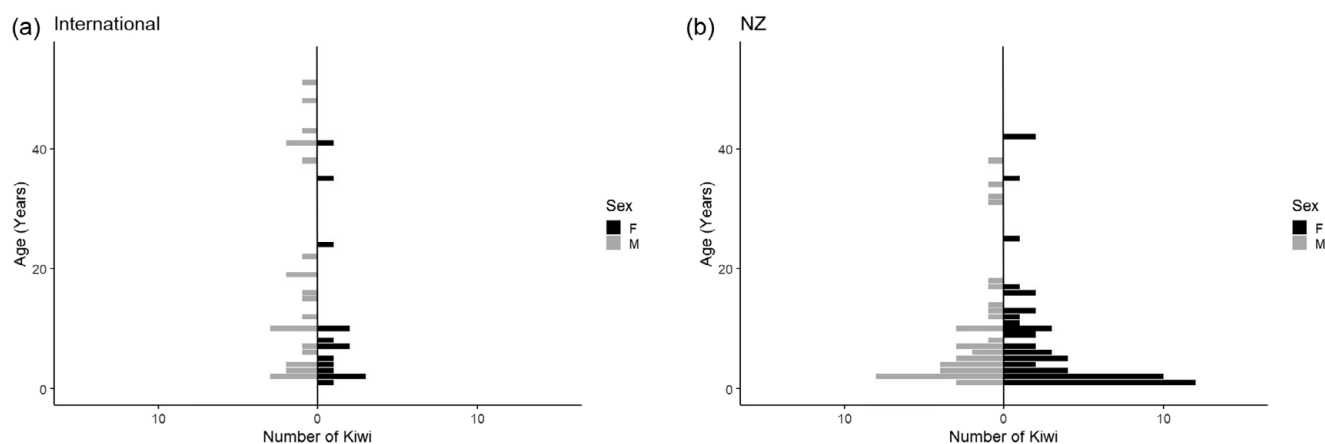 (a) International
40
20
0
Age (Years)
10 0 10
Number of Kiwi
Sex
F
M
(b) NZ
40
20
0
Age (Years)
10 0 10
Number of Kiwi
Sex
F
M